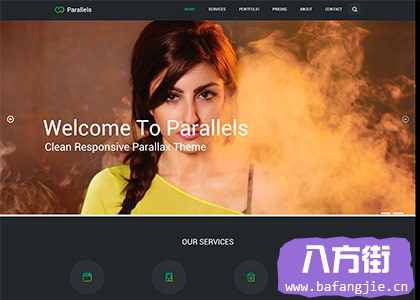 Parallels
HOME SERVICES PORTFOLIO PRICING ABOUT CONTACT
Welcome To Parallels
Clean Responsive Parallax Theme
OUR SERVICES
八方街
www.bafangjie.cn